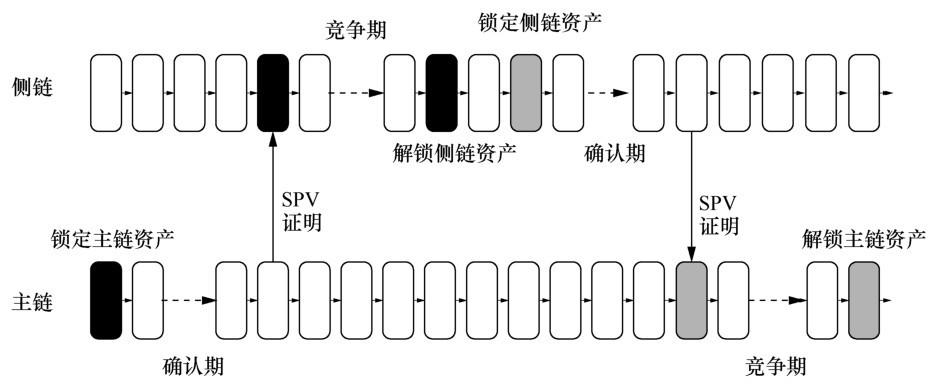 竞争期
锁定侧链资产
侧链
解锁侧链资产
确认期
SPV
证明
SPV
证明
锁定主链资产
解锁主链资产
主链
确认期
竞争期